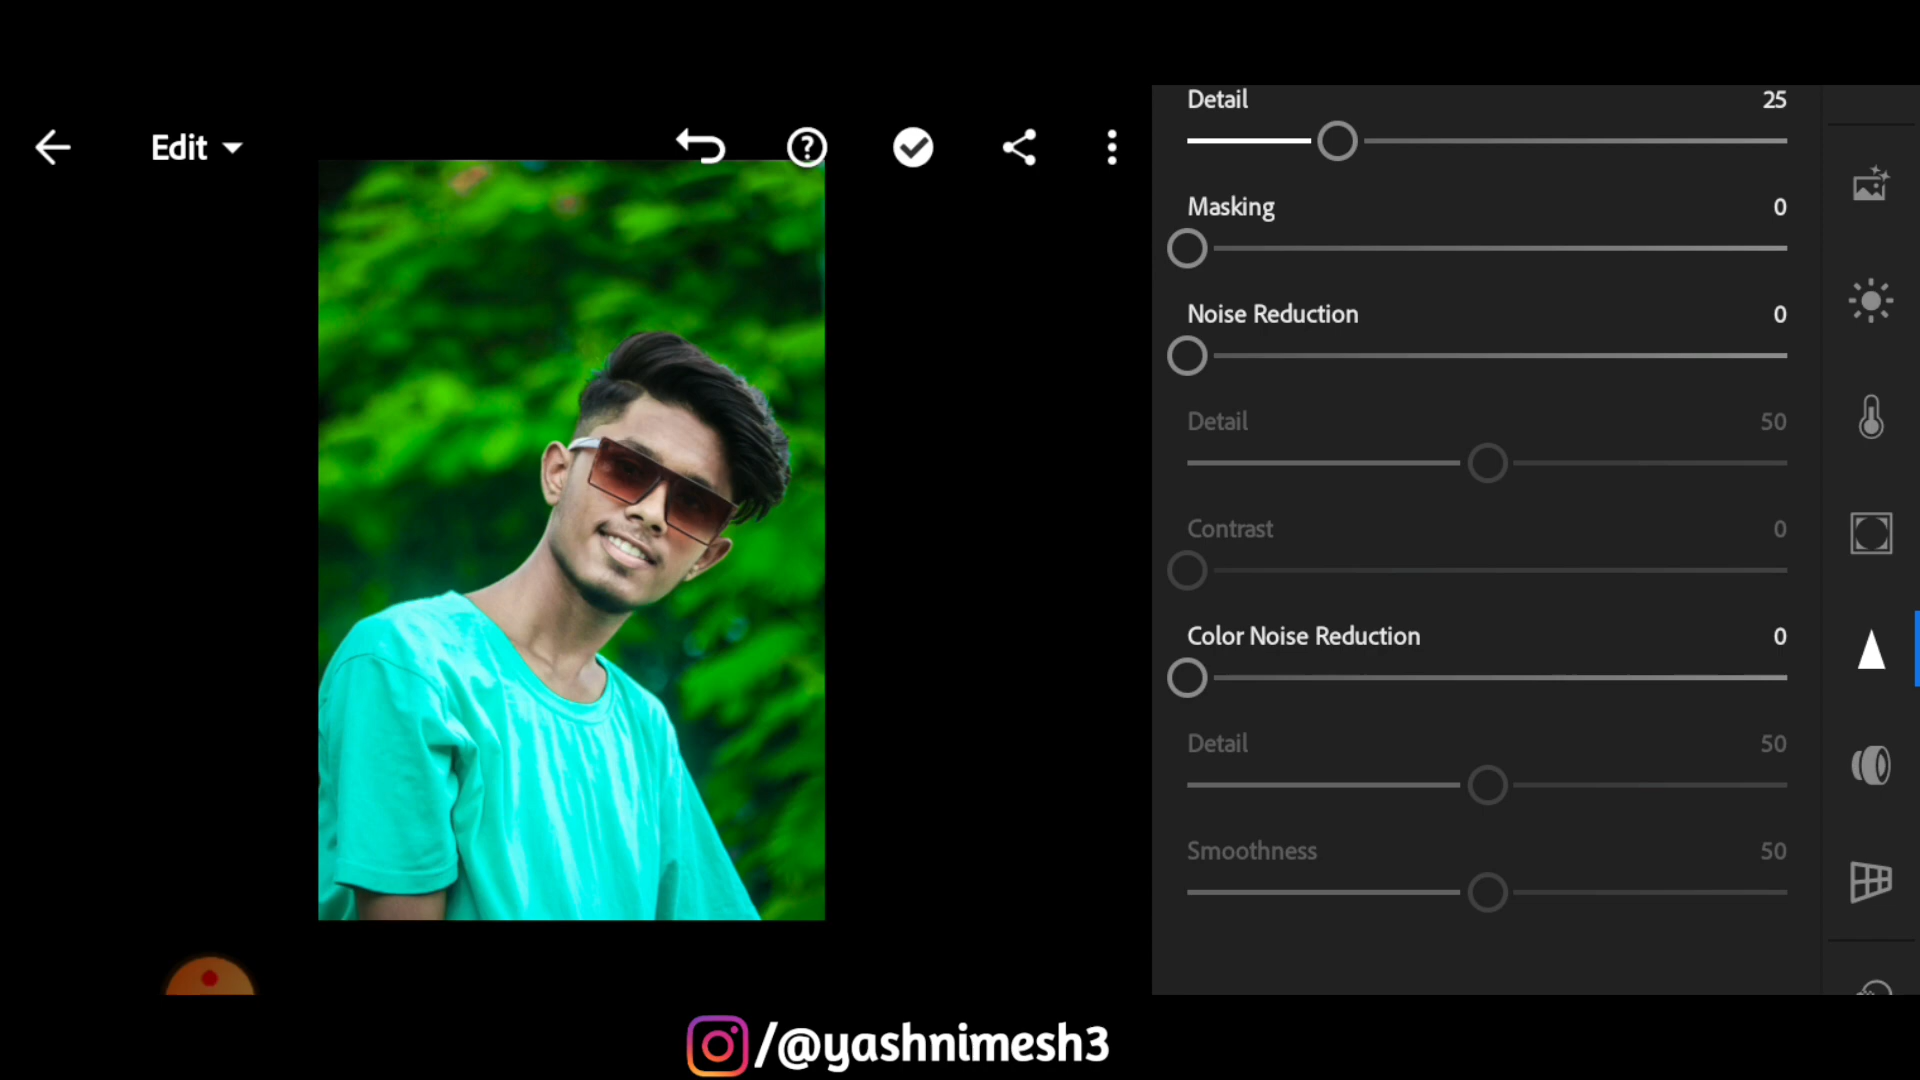 Edit
Detail 25
Masking 0
Noise Reduction 0
Detail 50
Contrast 0
Color Noise Reduction 0
Detail 50
Smoothness 50
/@yashnimesh3